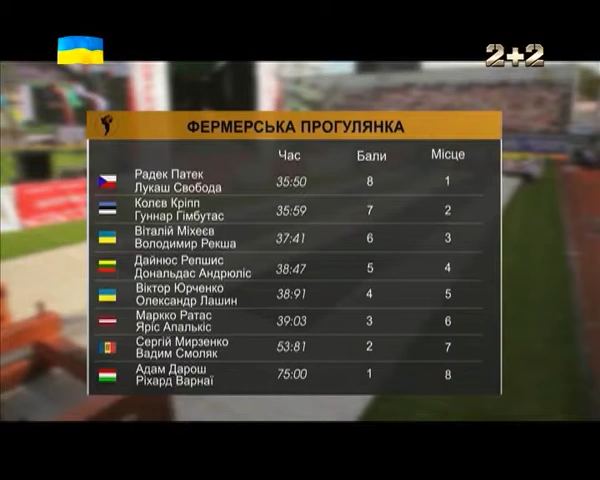 2+2
ФЕРМЕРСЬКА ПРОГУЛЯНКА
Час Бали Місце
Радек Патек
Лукаш Свобода
35:50 8 1
Колєв Кріпп
Гуннар Гімбутас
35:59 7 2
Віталій Міхеєв
Володимир Рекша
37:41 6 3
Дайнюс Репшис
Дональдас Андрюліс
38:47 5 4
Віктор Юрченко
Олександр Лашин
38:91 4 5
Маркко Ратас
Яріс Апалькіс
39:03 3 6
Сергій Мирзенко
Вадим Смоляк
53:81 2 7
Адам Дарош
Ріхард Варнаї
75:00 1 8